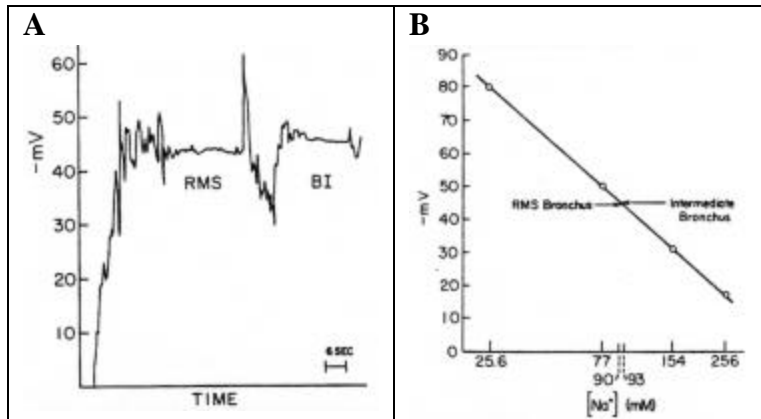 A
60
50
40
30
20
10
-mV
RMS
BI
6 SEC
TIME
B
90
80
70
60
50
40
30
20
10
0
-mV
RMS Bronchus
Intermediate
Bronchus
25.6 77 154 256
90 93
[Na⁺] (mM)